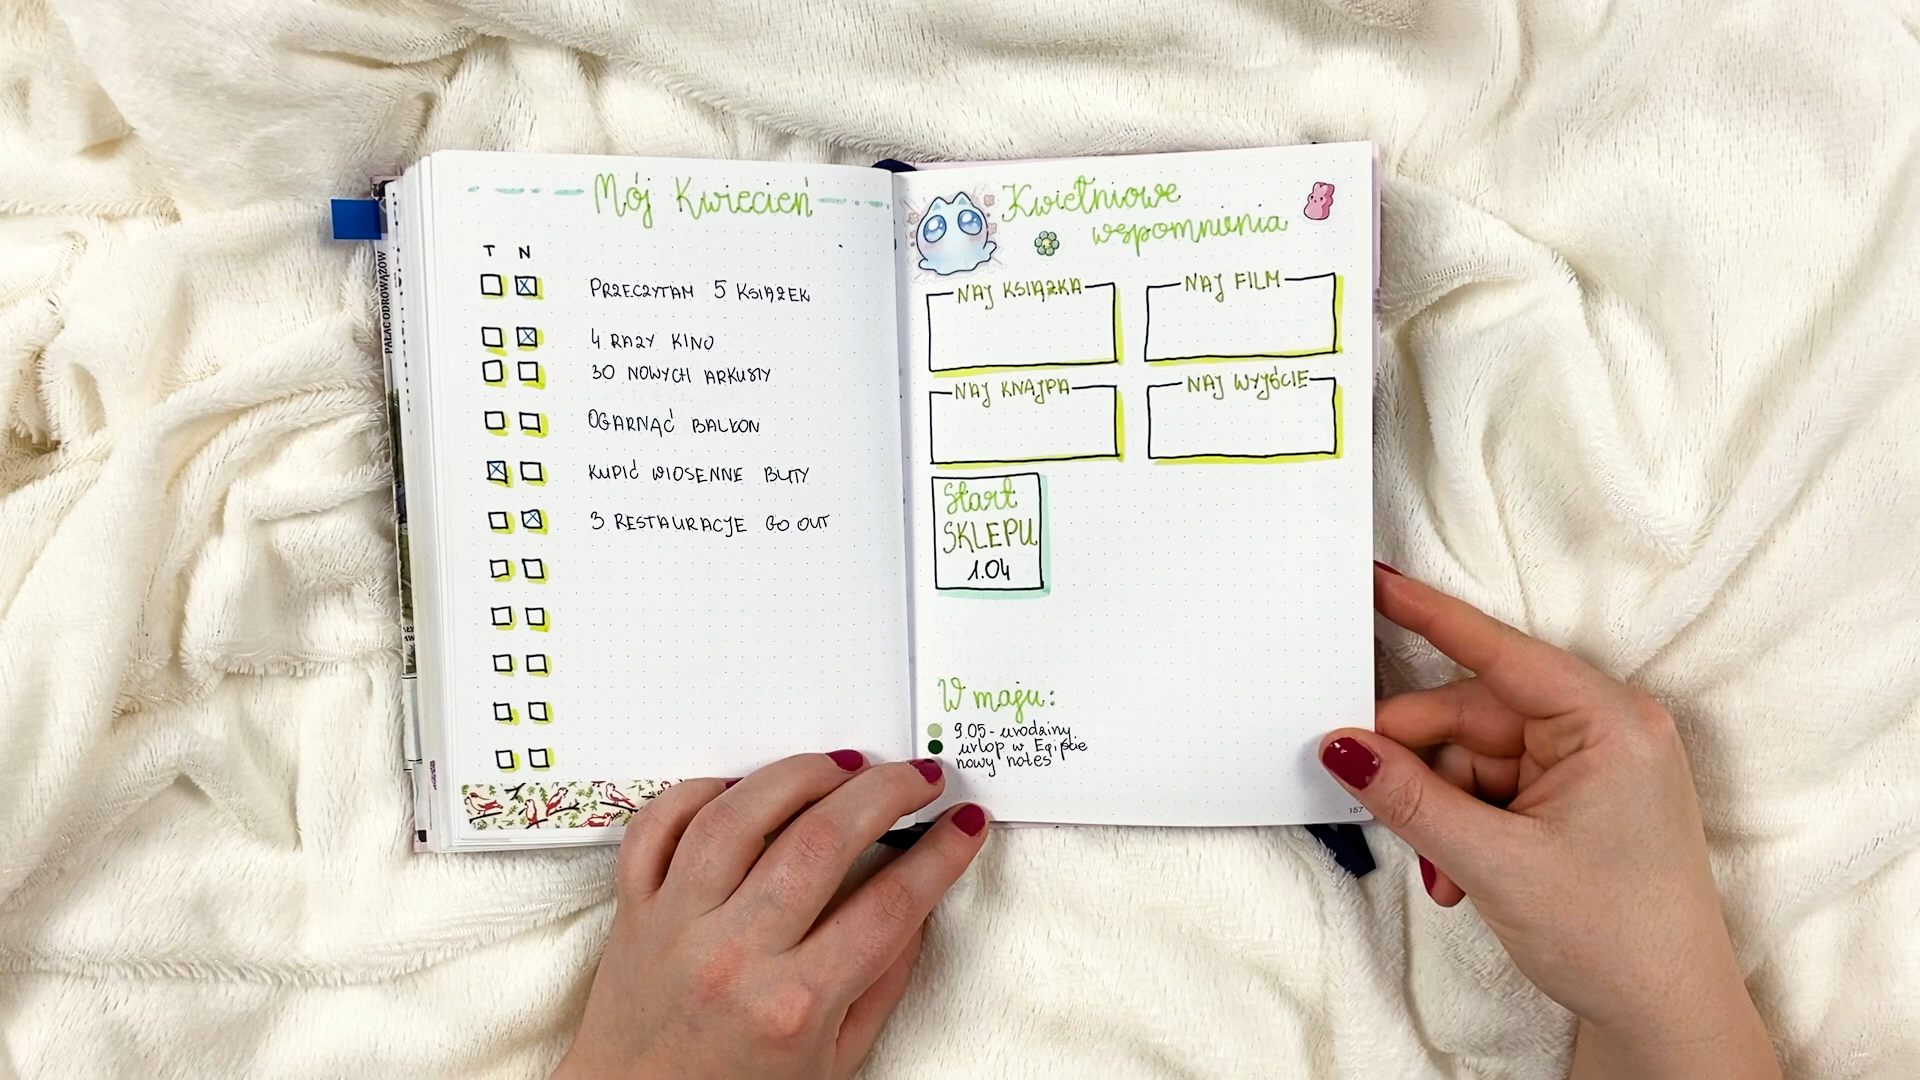 Mój Kwiecień
T N
PRZECZYTAM 5 KSIĄŻEK
4 RAZY KINO
30 NOWYCH ARKUSZY
OGARNĄĆ BALKON
KUPIĆ WIOSENNE BUTY
3 RESTAURACJE GO OUT
Kwietniowe
wspomnienia
NAJ KSIĄŻKA
NAJ FILM
NAJ KNAJPA
NAJ WYJŚCIE
Start
SKLEPU
1.04
W maju:
9.05 - urodziny
urlop w Egipcie
nowy notes
157
PAŁAC ODROWĄŻÓW